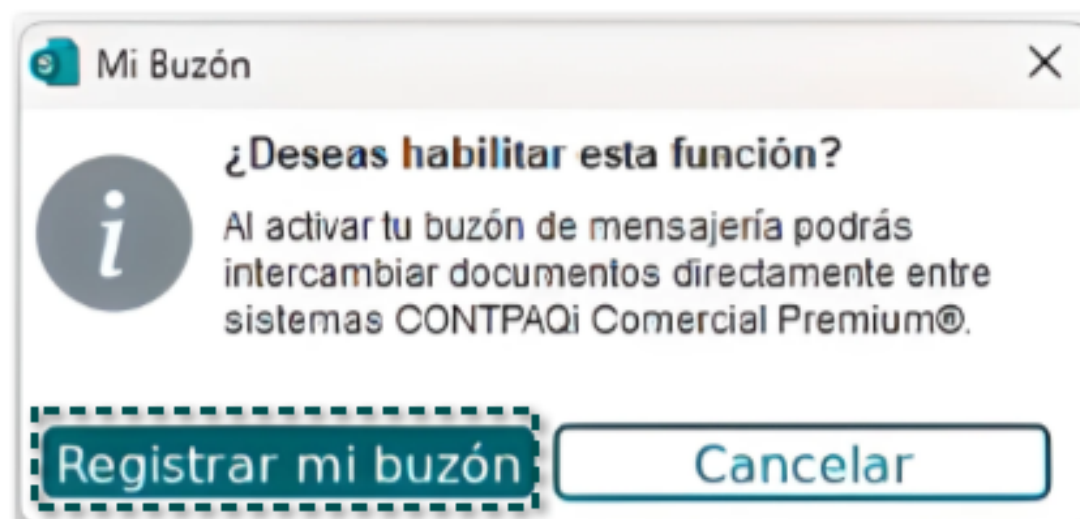 Mi Buzón
¿Deseas habilitar esta función?
Al activar tu buzón de mensajería podrás
intercambiar documentos directamente entre
sistemas CONTPAQi Comercial Premium®.
Registrar mi buzón
Cancelar